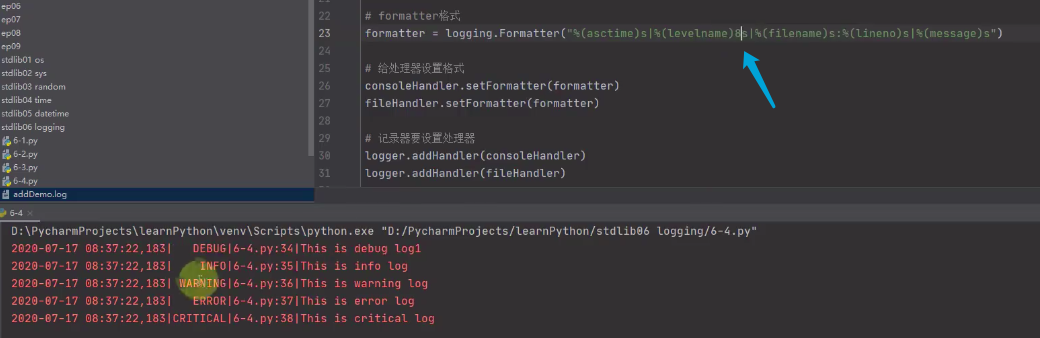 ep06
ep07
ep08
ep09
stdlib01 os
stdlib02 sys
stdlib03 random
stdlib04 time
stdlib05 datetime
stdlib06 logging
6-1.py
6-2.py
6-3.py
6-4.py
addDemo.log
22 # formatter格式
23 formatter = logging.Formatter("%(asctime)s|%(levelname)8s|%(filename)s:%(lineno)s|%(message)s")
24
25 # 给处理器设置格式
26 consoleHandler.setFormatter(formatter)
27 fileHandler.setFormatter(formatter)
28
29 # 记录器要设置处理器
30 logger.addHandler(consoleHandler)
31 logger.addHandler(fileHandler)
6-4 ×
D:\PycharmProjects\learnPython\venv\Scripts\python.exe "D:/PycharmProjects/learnPython/stdlib06 logging/6-4.py"
2020-07-17 08:37:22,183|   DEBUG|6-4.py:34|This is debug log1
2020-07-17 08:37:22,183|    INFO|6-4.py:35|This is info log
2020-07-17 08:37:22,183| WARNING|6-4.py:36|This is warning log
2020-07-17 08:37:22,183|   ERROR|6-4.py:37|This is error log
2020-07-17 08:37:22,183|CRITICAL|6-4.py:38|This is critical log